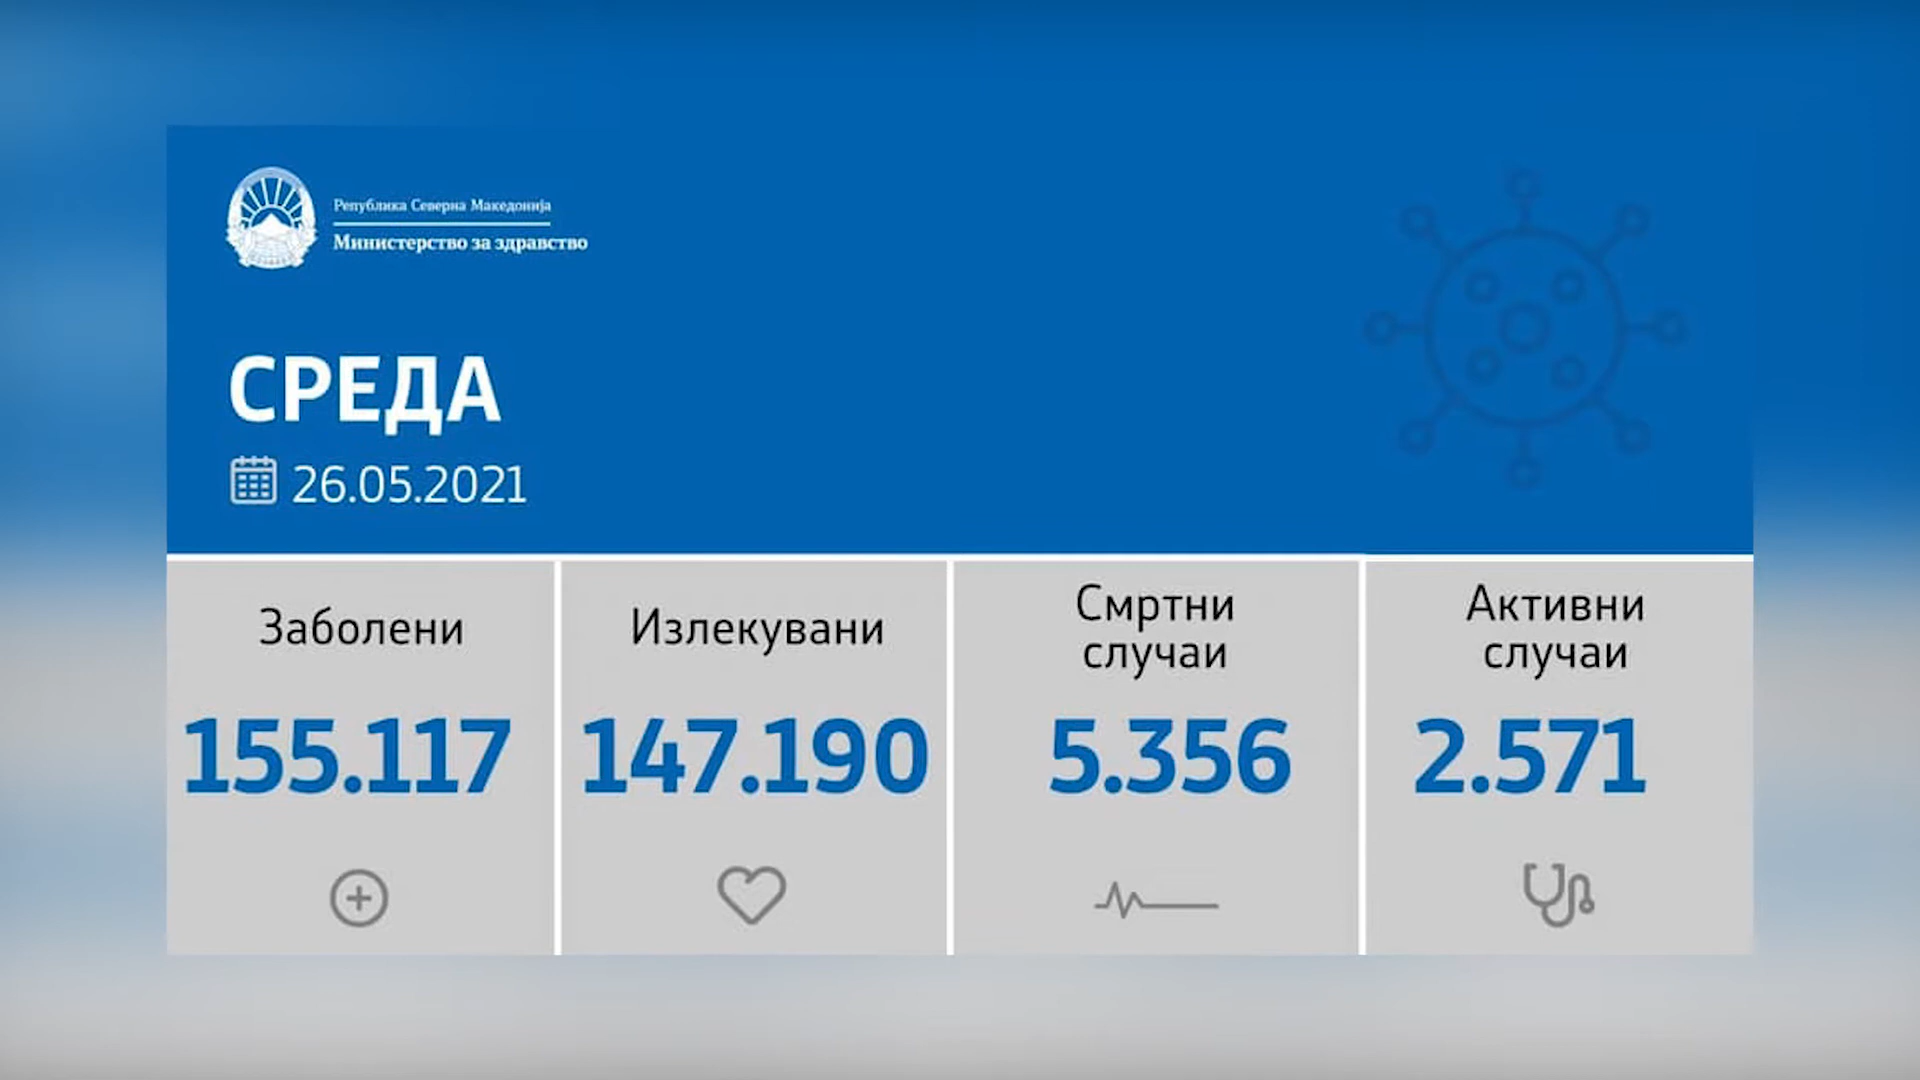 Република Северна Македонија
Министерство за здравство
СРЕДА
26.05.2021
Заболени
155.117
Излекувани
147.190
Смртни
случаи
5.356
Активни
случаи
2.571